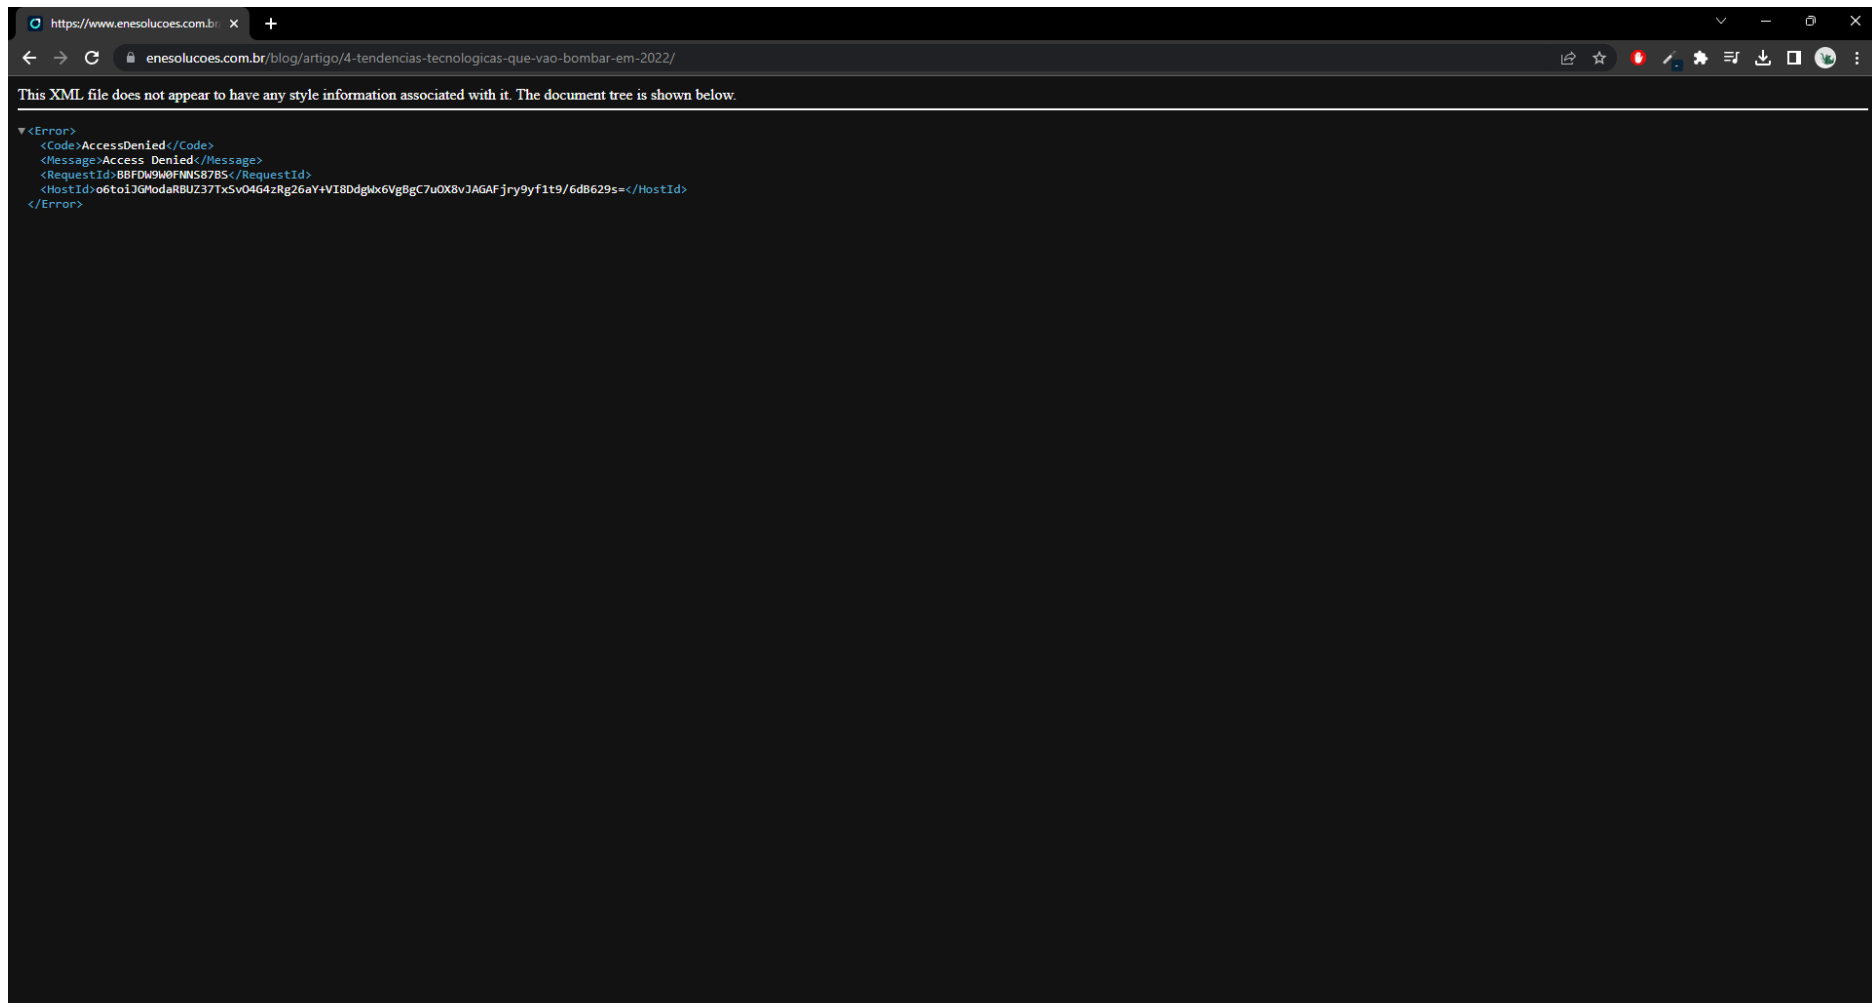 https://www.enesolucoes.com.br/
enesolucoes.com.br/blog/artigo/4-tendencias-tecnologicas-que-vao-bombar-em-2022/
This XML file does not appear to have any style information associated with it. The document tree is shown below.
▼<Error>
<Code>AccessDenied</Code>
<Message>Access Denied</Message>
<RequestId>BBFDW9W0FNNS87BS</RequestId>
<HostId>o6toiJGModaRBUZ37TxSvO4G4zRg26aY+VI8DdgWx6VgBgC7uOX8vJAGAFjry9yf1t9/6dB629s=</HostId>
</Error>